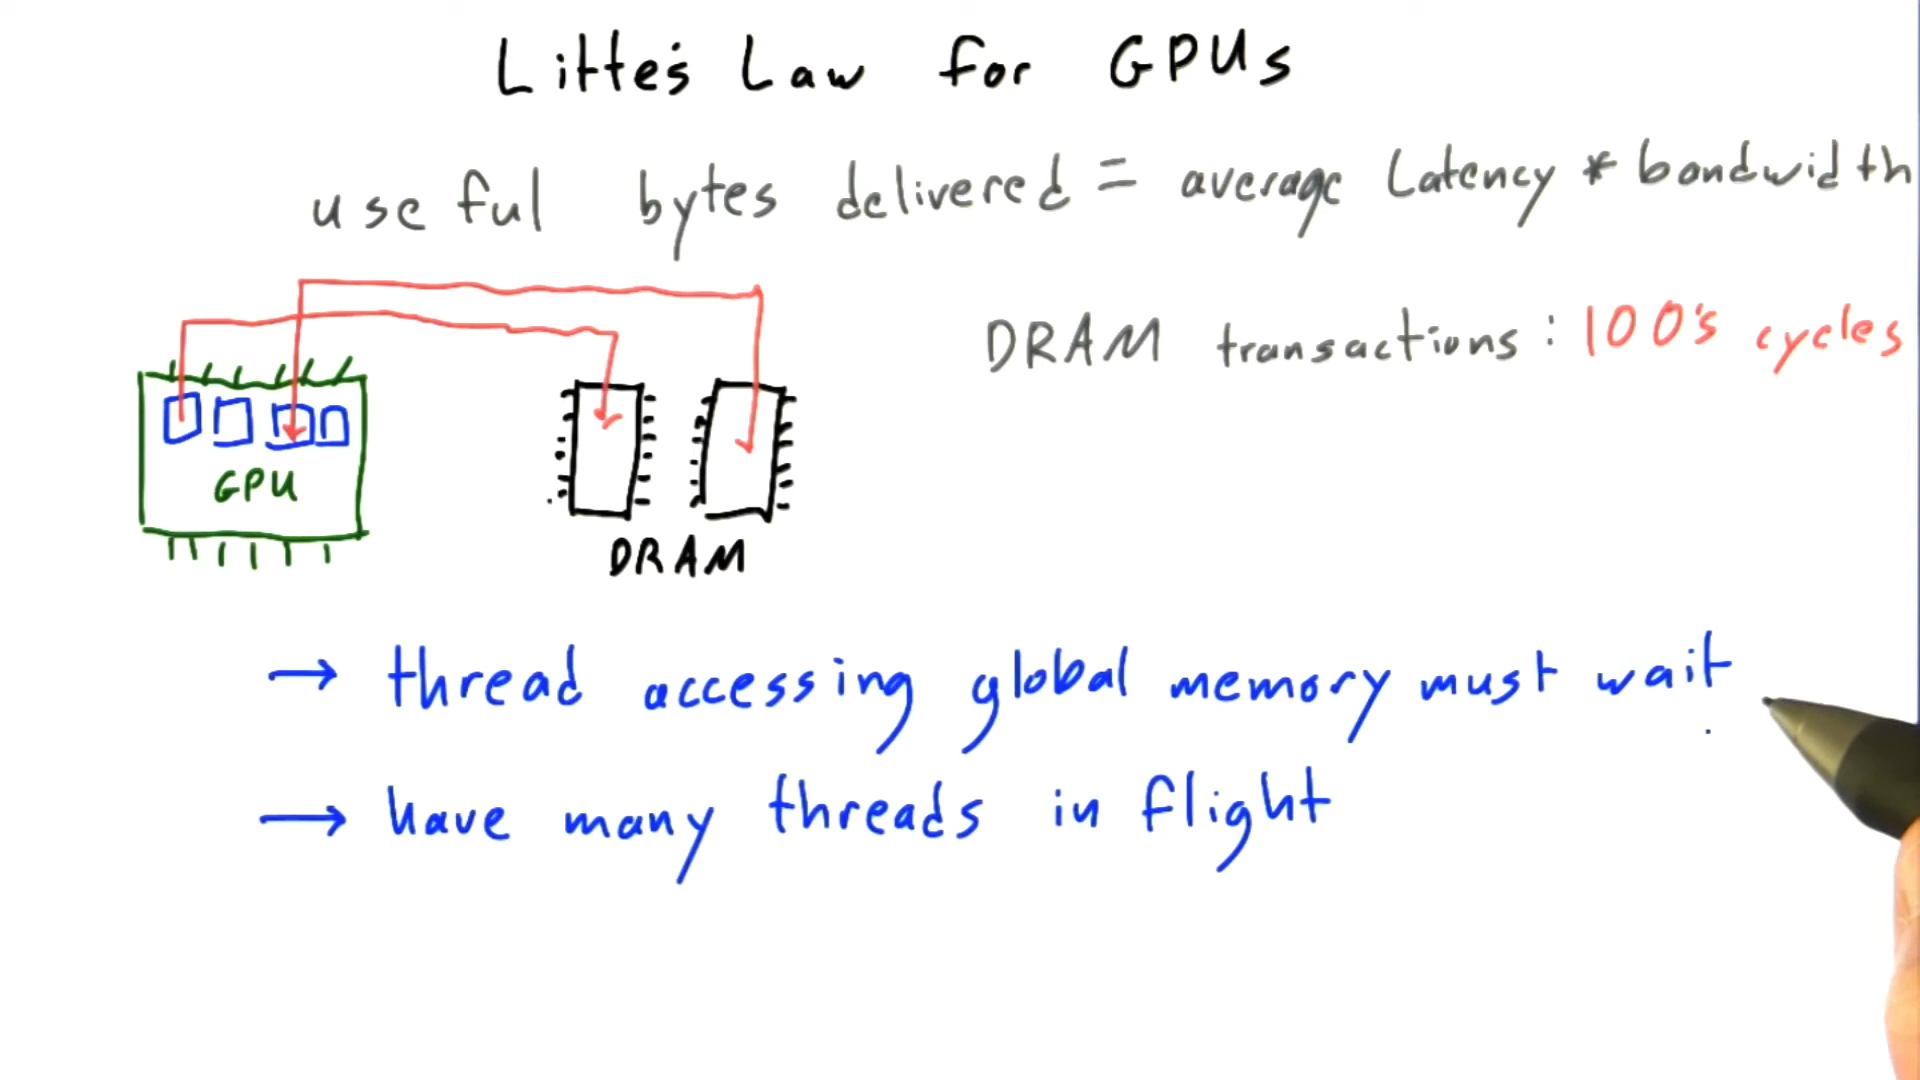 Litte's Law for GPUs
useful bytes delivered = average latency * bandwidth
DRAM transactions: 100's cycles
GPU
DRAM
→ thread accessing global memory must wait
→ have many threads in flight